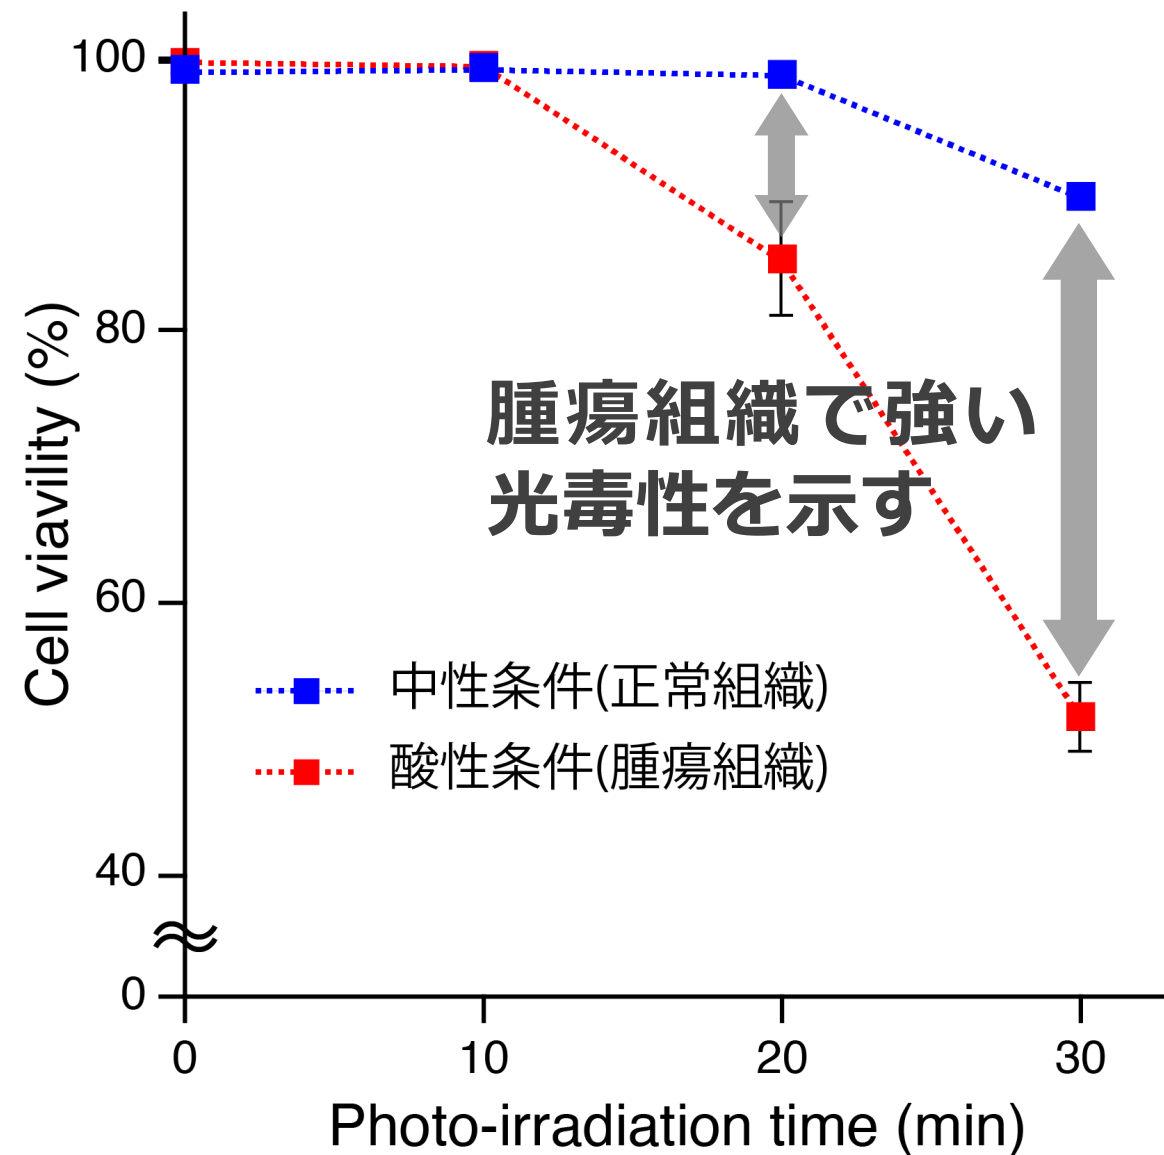 100
80
60
40
0
Cell viavility (%)
腫瘍組織で強い
光毒性を示す
中性条件(正常組織)
酸性条件(腫瘍組織)
0 10 20 30
Photo-irradiation time (min)